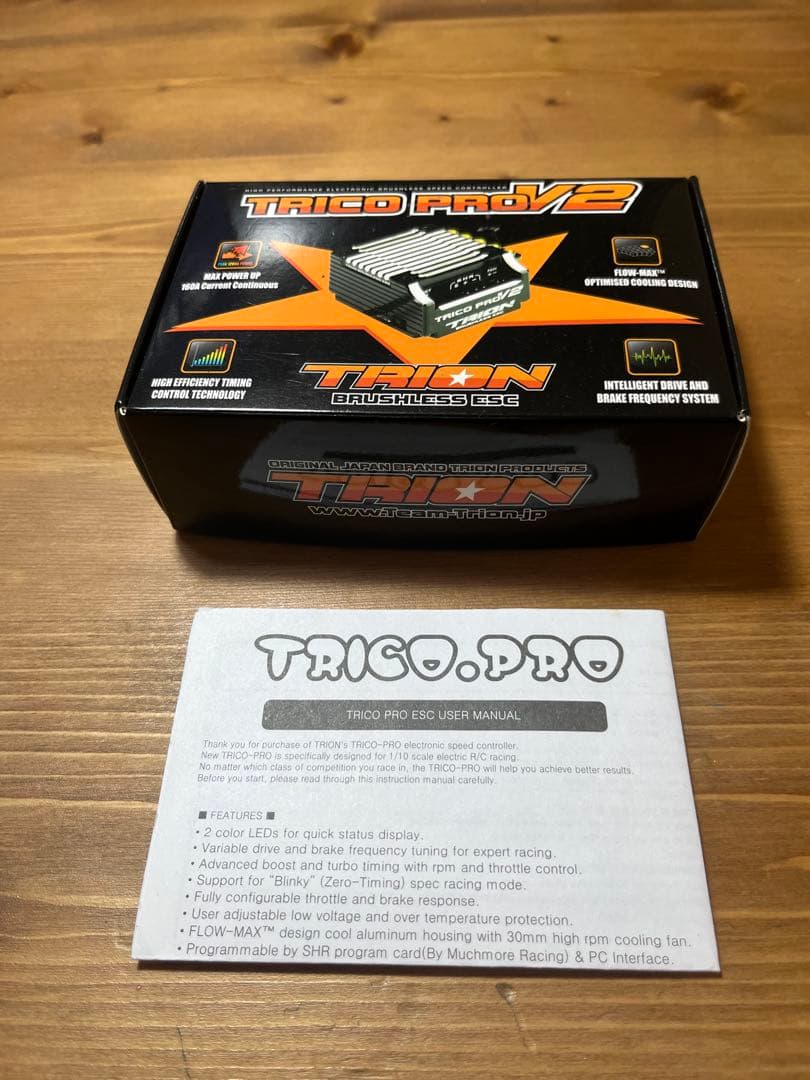 HIGH PERFORMANCE ELECTRONIC BRUSHLESS SPEED CONTROLLER
TRICO PRO V2
MAX POWER UP
160A Current Continuous
FLOW-MAX™
OPTIMISED COOLING DESIGN
TRICO PRO V2
TRION
HIGH EFFICIENCY TIMING
CONTROL TECHNOLOGY
TRION
BRUSHLESS ESC
INTELLIGENT DRIVE AND
BRAKE FREQUENCY SYSTEM
ORIGINAL JAPAN BRAND TRION PRODUCTS
TRION
www.Team-Trion.jp
TRICO.PRO
TRICO PRO ESC USER MANUAL
Thank you for purchase of TRION's TRICO-PRO electronic speed controller.
New TRICO-PRO is specifically designed for 1/10 scale electric R/C racing.
No matter which class of competition you race in, the TRICO-PRO will help you achieve better results.
Before you start, please read through this instruction manual carefully.
■ FEATURES ■
• 2 color LEDs for quick status display.
• Variable drive and brake frequency tuning for expert racing.
• Advanced boost and turbo timing with rpm and throttle control.
• Support for "Blinky" (Zero-Timing) spec racing mode.
• Fully configurable throttle and brake response.
• User adjustable low voltage and over temperature protection.
• FLOW-MAX™ design cool aluminum housing with 30mm high rpm cooling fan.
• Programmable by SHR program card(By Muchmore Racing) & PC Interface.